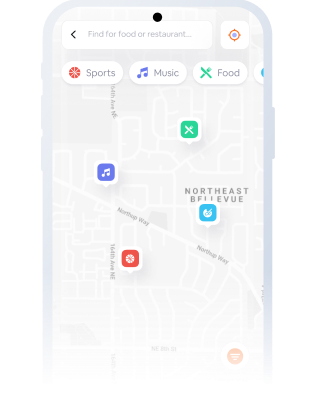 Find for food or restaurant...
Sports
Music
Food
164th Ave NE
NORTHEAST
BELLEVUE
Northup Way
Northup Way
164th Ave NE
NE 8th St